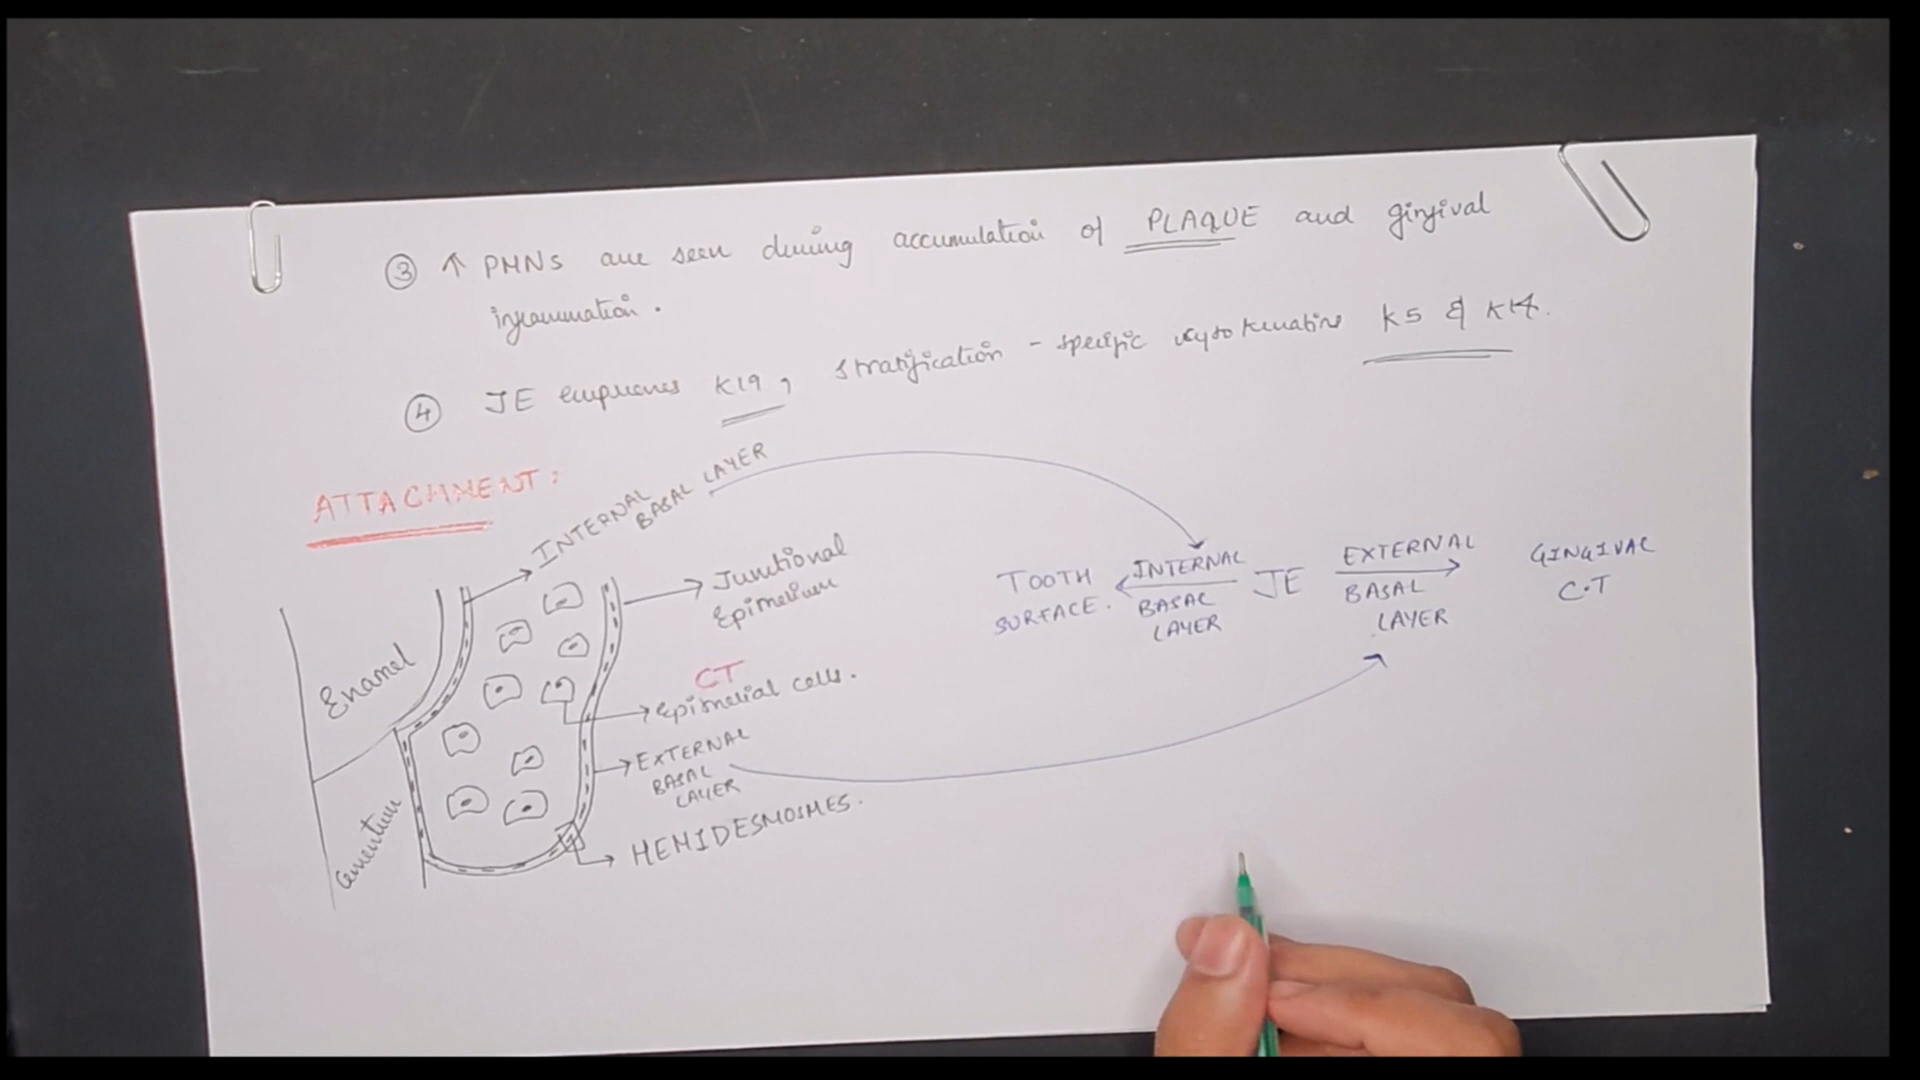 ③ ↑ PMNs are seen during accumulation of PLAQUE and gingival
inflammation.
④ JE expresses K19, stratification - specific cytokeratins K5 & K14.
ATTACHMENT:
INTERNAL
BASAL LAYER
Junctional
Epithelium
CT
Epithelial cells.
EXTERNAL
BASAL
LAYER
HEMIDESMOSMES.
Enamel
Cementum
TOOTH
SURFACE.
INTERNAL
BASAL
LAYER
JE
EXTERNAL
BASAL
LAYER
GINGIVAL
C.T